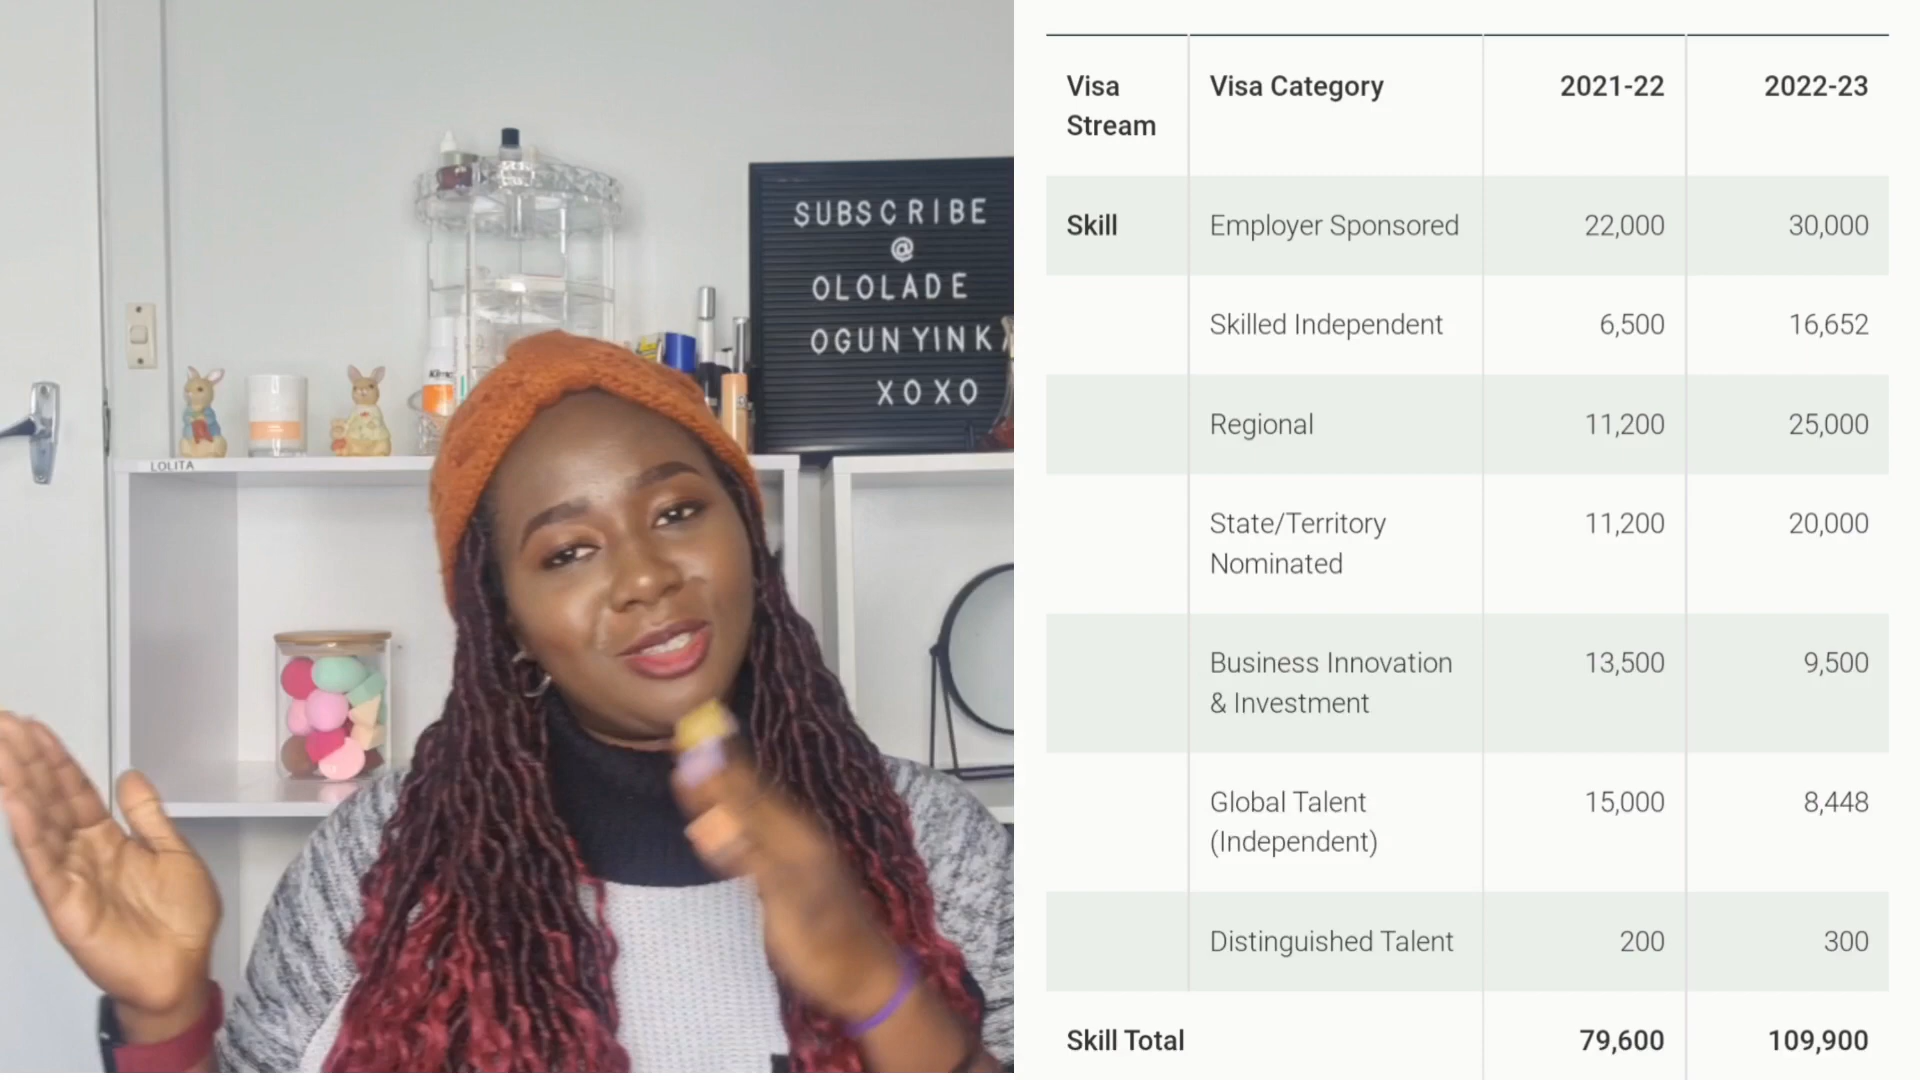 SUBSCRIBE
@
OLOLADE
OGUNYINK
XOXO
LOLITA
Visa Stream Visa Category 2021-22 2022-23
Skill Employer Sponsored 22,000 30,000
Skilled Independent 6,500 16,652
Regional 11,200 25,000
State/Territory Nominated 11,200 20,000
Business Innovation & Investment 13,500 9,500
Global Talent (Independent) 15,000 8,448
Distinguished Talent 200 300
Skill Total 79,600 109,900